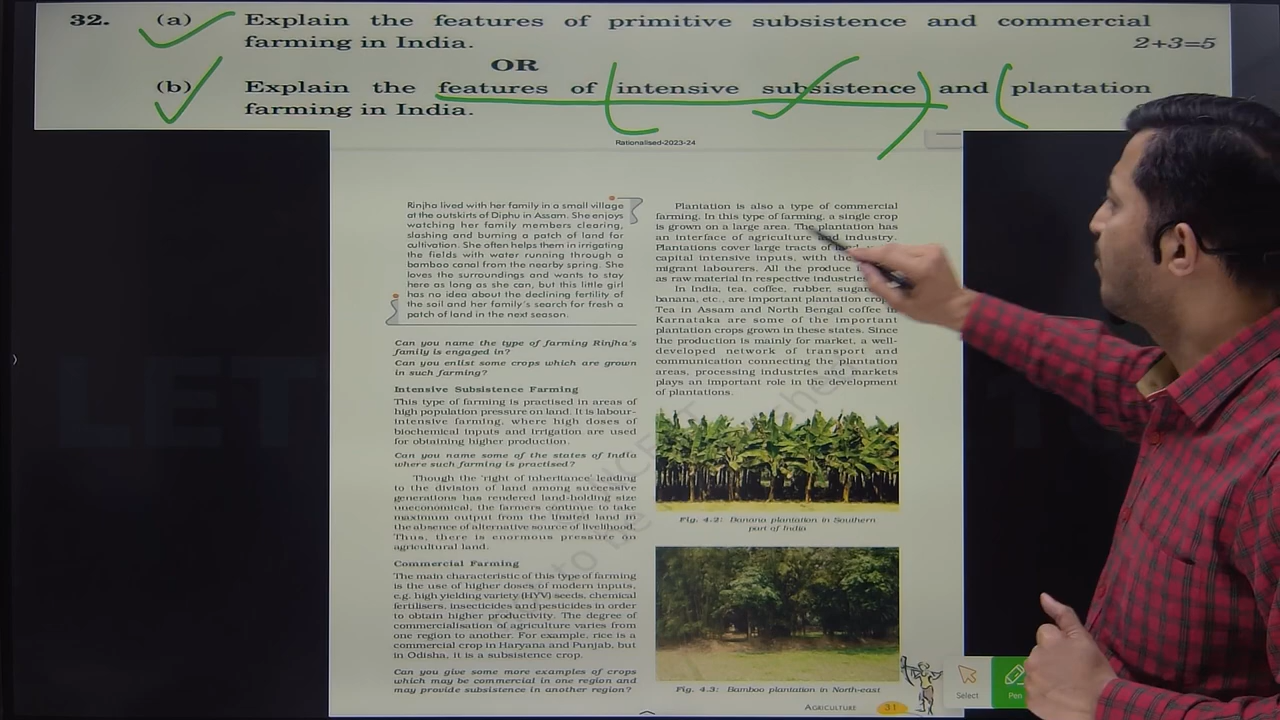 32. (a) Explain the features of primitive subsistence and commercial
farming in India. 2+3=5
OR
(b) Explain the features of intensive subsistence and plantation
farming in India.
Rationalised-2023-24
Rinjha lived with her family in a small village
at the outskirts of Diphu in Assam. She enjoys
watching her family members clearing,
slashing and burning a patch of land for
cultivation. She often helps them in irrigating
the fields with water running through a
bamboo canal from the nearby spring. She
loves the surroundings and wants to stay
here as long as she can, but this little girl
has no idea about the declining fertility of
the soil and her family's search for fresh a
patch of land in the next season.
Can you name the type of farming Rinjha's
family is engaged in?
Can you enlist some crops which are grown
in such farming?
Intensive Subsistence Farming
This type of farming is practised in areas of
high population pressure on land. It is labour-
intensive farming, where high doses of
biochemical inputs and irrigation are used
for obtaining higher production.
Can you name some of the states of India
where such farming is practised?
Though the 'right of inheritance' leading
to the division of land among successive
generations has rendered land-holding size
uneconomical, the farmers continue to take
maximum output from the limited land in
the absence of alternative source of livelihood.
Thus, there is enormous pressure on
agricultural land.
Commercial Farming
The main characteristic of this type of farming
is the use of higher doses of modern inputs,
e.g. high yielding variety (HYV) seeds, chemical
fertilisers, insecticides and pesticides in order
to obtain higher productivity. The degree of
commercialisation of agriculture varies from
one region to another. For example, rice is a
commercial crop in Haryana and Punjab, but
in Odisha, it is a subsistence crop.
Can you give some more examples of crops
which may be commercial in one region and
may provide subsistence in another region?
Plantation is also a type of commercial
farming. In this type of farming, a single crop
is grown on a large area. The plantation has
an interface of agriculture and industry.
Plantations cover large tracts of
capital intensive inputs, with the
migrant labourers. All the produce
as raw material in respective industries
In India, tea, coffee, rubber,
banana, etc., are important plantation
Tea in Assam and North Bengal coffee in
Karnataka are some of the important
plantation crops grown in these states. Since
the production is mainly for market, a well-
developed network of transport and
communication connecting the plantation
areas, processing industries and markets
plays an important role in the development
of plantations.
Fig. 4.2: Banana plantation in Southern
part of India
Fig. 4.3: Bamboo plantation in North-east
Select
Pen
AGRICULTURE 31